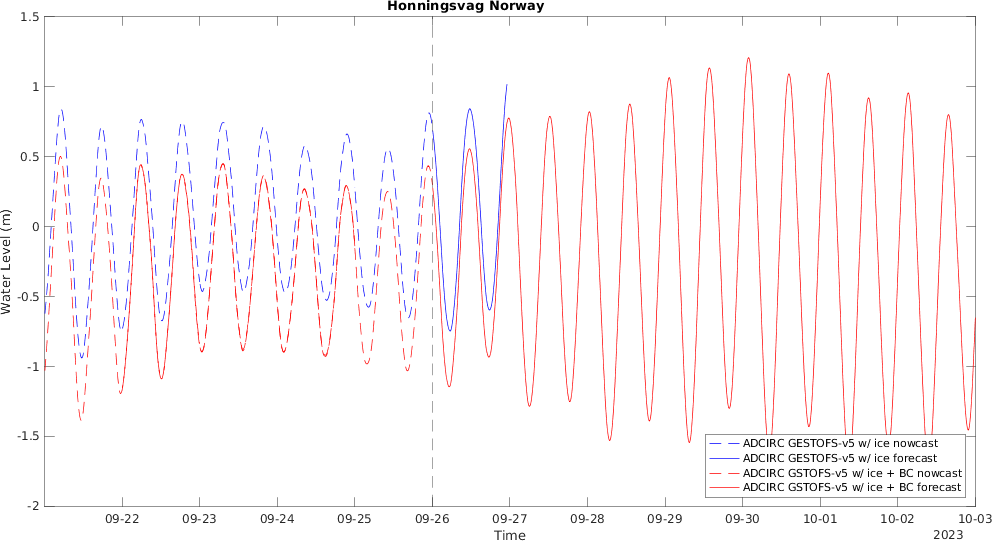 Honningsvag Norway
1.5
1
0.5
0
-0.5
-1
-1.5
-2
Water Level (m)
09-22 09-23 09-24 09-25 09-26 09-27 09-28 09-29 09-30 10-01 10-02 10-03
Time
2023
ADCIRC GESTOFS-v5 w/ ice nowcast
ADCIRC GESTOFS-v5 w/ ice forecast
ADCIRC GSTOFS-v5 w/ ice + BC nowcast
ADCIRC GSTOFS-v5 w/ ice + BC forecast